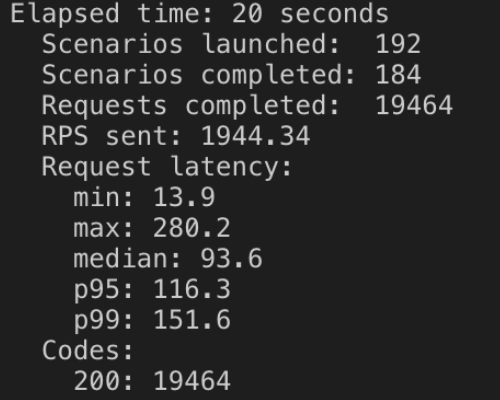 Elapsed time: 20 seconds
  Scenarios launched:  192
  Scenarios completed: 184
  Requests completed:  19464
  RPS sent: 1944.34
  Request latency:
    min: 13.9
    max: 280.2
    median: 93.6
    p95: 116.3
    p99: 151.6
  Codes:
    200: 19464